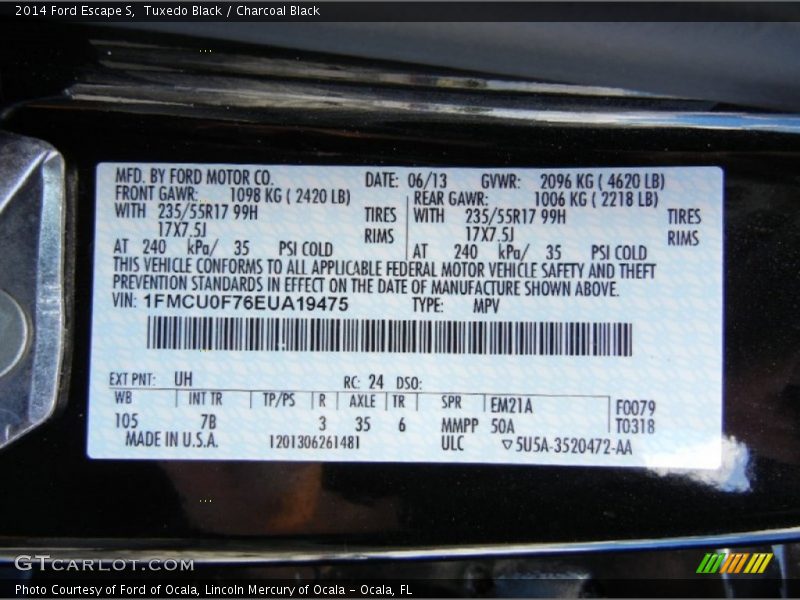 2014 Ford Escape S, Tuxedo Black / Charcoal Black
MFD. BY FORD MOTOR CO. DATE: 06/13 GVWR: 2096 KG ( 4620 LB)
FRONT GAWR: 1098 KG ( 2420 LB) REAR GAWR: 1006 KG ( 2218 LB)
WITH 235/55R17 99H TIRES WITH 235/55R17 99H TIRES
17X7.5J RIMS 17X7.5J RIMS
AT 240 kPa/ 35 PSI COLD AT 240 kPa/ 35 PSI COLD
THIS VEHICLE CONFORMS TO ALL APPLICABLE FEDERAL MOTOR VEHICLE SAFETY AND THEFT
PREVENTION STANDARDS IN EFFECT ON THE DATE OF MANUFACTURE SHOWN ABOVE.
VIN: 1FMCU0F76EUA19475 TYPE: MPV
EXT PNT: UH RC: 24 DSO:
WB INT TR TP/PS R AXLE TR SPR EM21A F0079
105 7B 3 35 6 MMPP 50A T0318
MADE IN U.S.A. 1201306261481 ULC ▽5U5A-3520472-AA
GTCARLOT.COM
Photo Courtesy of Ford of Ocala, Lincoln Mercury of Ocala – Ocala, FL